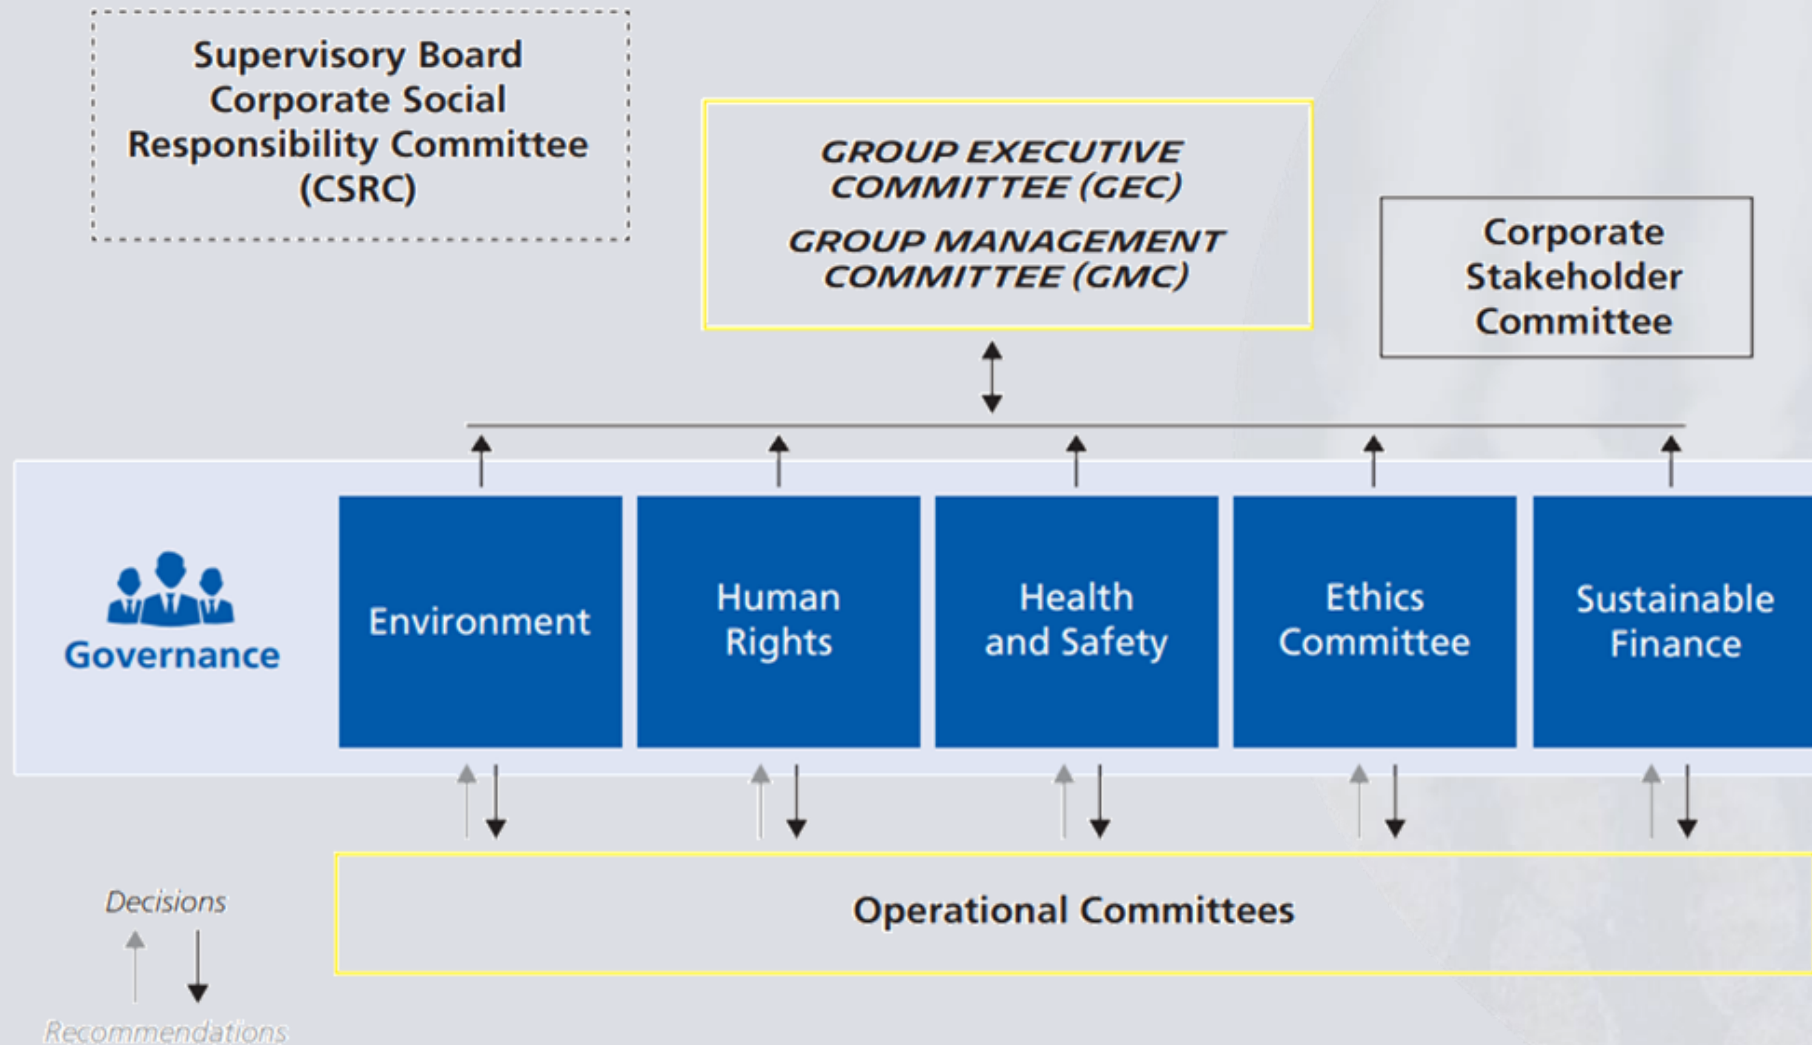 Supervisory Board
Corporate Social
Responsibility Committee
(CSRC)
GROUP EXECUTIVE
COMMITTEE (GEC)
GROUP MANAGEMENT
COMMITTEE (GMC)
Corporate
Stakeholder
Committee
Governance
Environment
Human
Rights
Health
and Safety
Ethics
Committee
Sustainable
Finance
Operational Committees
Decisions
Recommendations